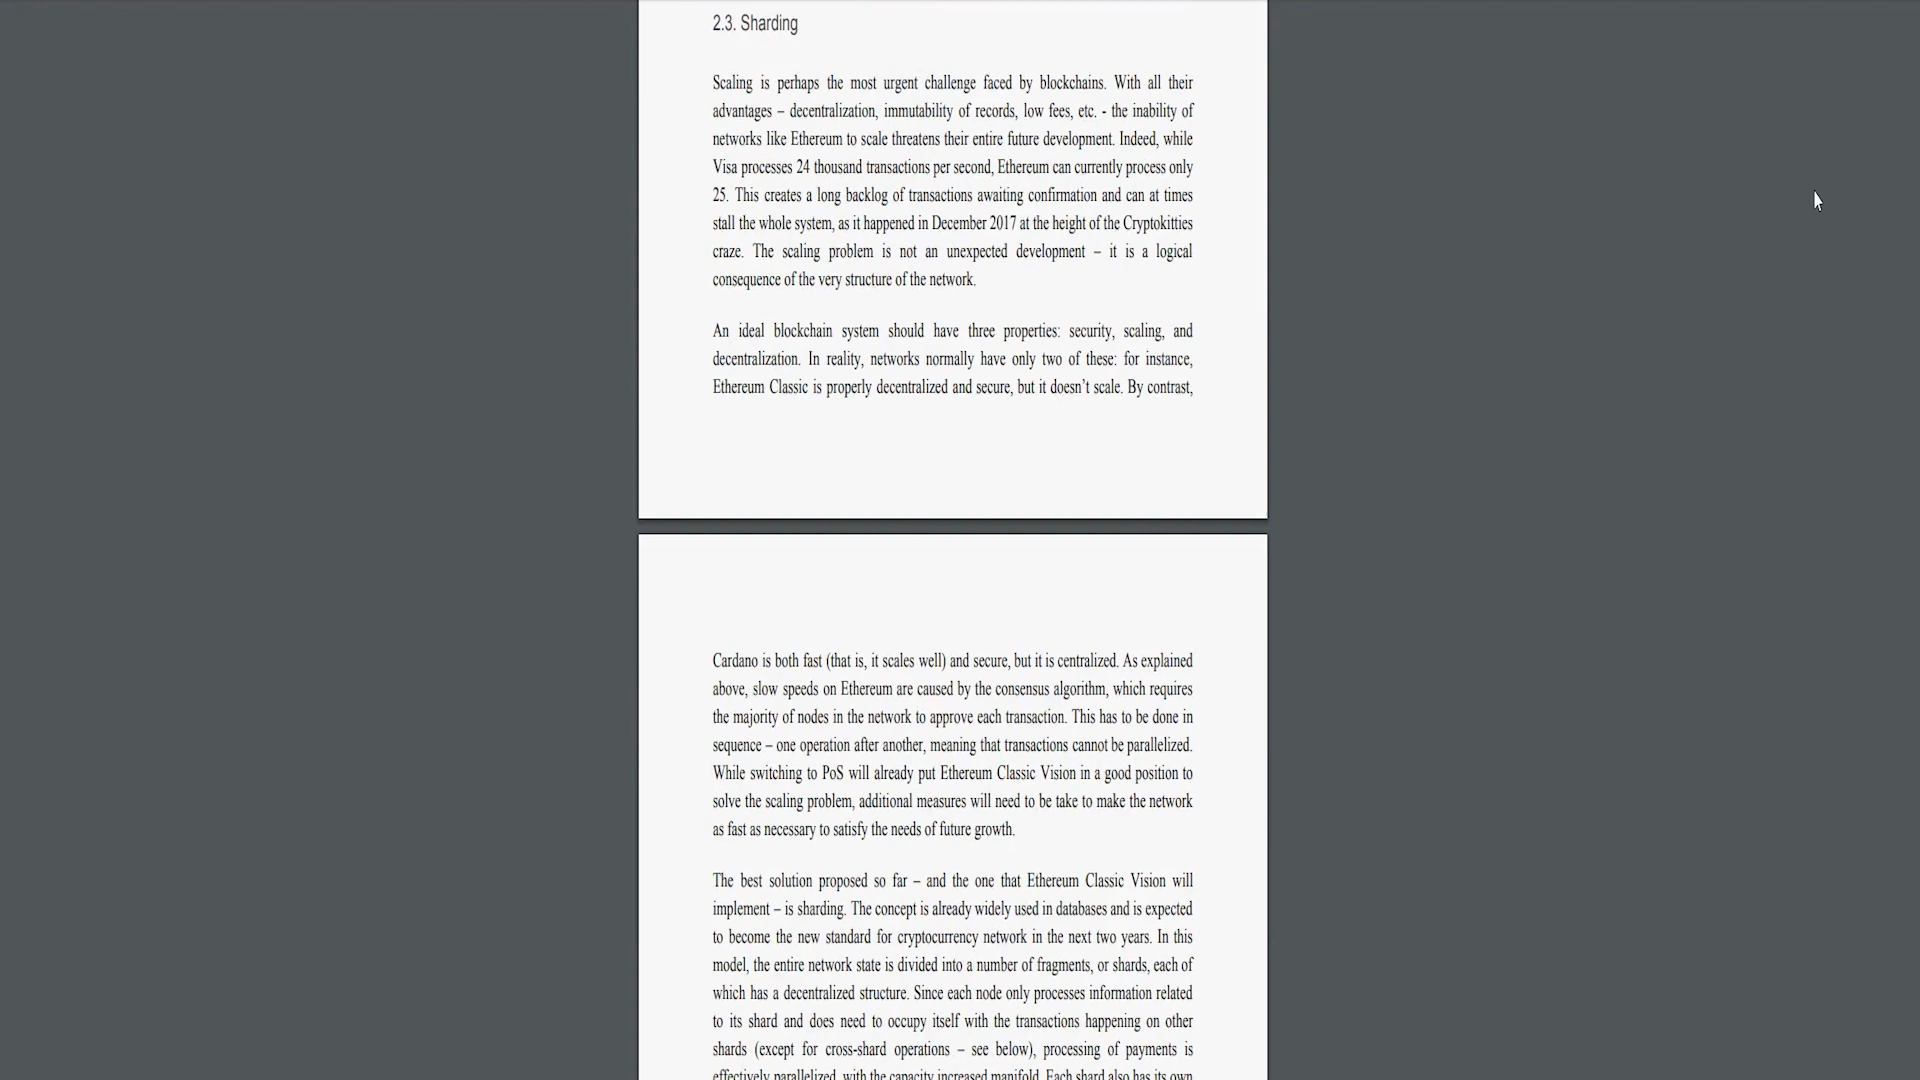 2.3. Sharding
Scaling is perhaps the most urgent challenge faced by blockchains. With all their
advantages – decentralization, immutability of records, low fees, etc. - the inability of
networks like Ethereum to scale threatens their entire future development. Indeed, while
Visa processes 24 thousand transactions per second, Ethereum can currently process only
25. This creates a long backlog of transactions awaiting confirmation and can at times
stall the whole system, as it happened in December 2017 at the height of the Cryptokitties
craze. The scaling problem is not an unexpected development – it is a logical
consequence of the very structure of the network.
An ideal blockchain system should have three properties: security, scaling, and
decentralization. In reality, networks normally have only two of these: for instance,
Ethereum Classic is properly decentralized and secure, but it doesn’t scale. By contrast,
Cardano is both fast (that is, it scales well) and secure, but it is centralized. As explained
above, slow speeds on Ethereum are caused by the consensus algorithm, which requires
the majority of nodes in the network to approve each transaction. This has to be done in
sequence – one operation after another, meaning that transactions cannot be parallelized.
While switching to PoS will already put Ethereum Classic Vision in a good position to
solve the scaling problem, additional measures will need to be take to make the network
as fast as necessary to satisfy the needs of future growth.
The best solution proposed so far – and the one that Ethereum Classic Vision will
implement – is sharding. The concept is already widely used in databases and is expected
to become the new standard for cryptocurrency network in the next two years. In this
model, the entire network state is divided into a number of fragments, or shards, each of
which has a decentralized structure. Since each node only processes information related
to its shard and does need to occupy itself with the transactions happening on other
shards (except for cross-shard operations – see below), processing of payments is
effectively parallelized, with the capacity increased manifold. Each shard also has its own